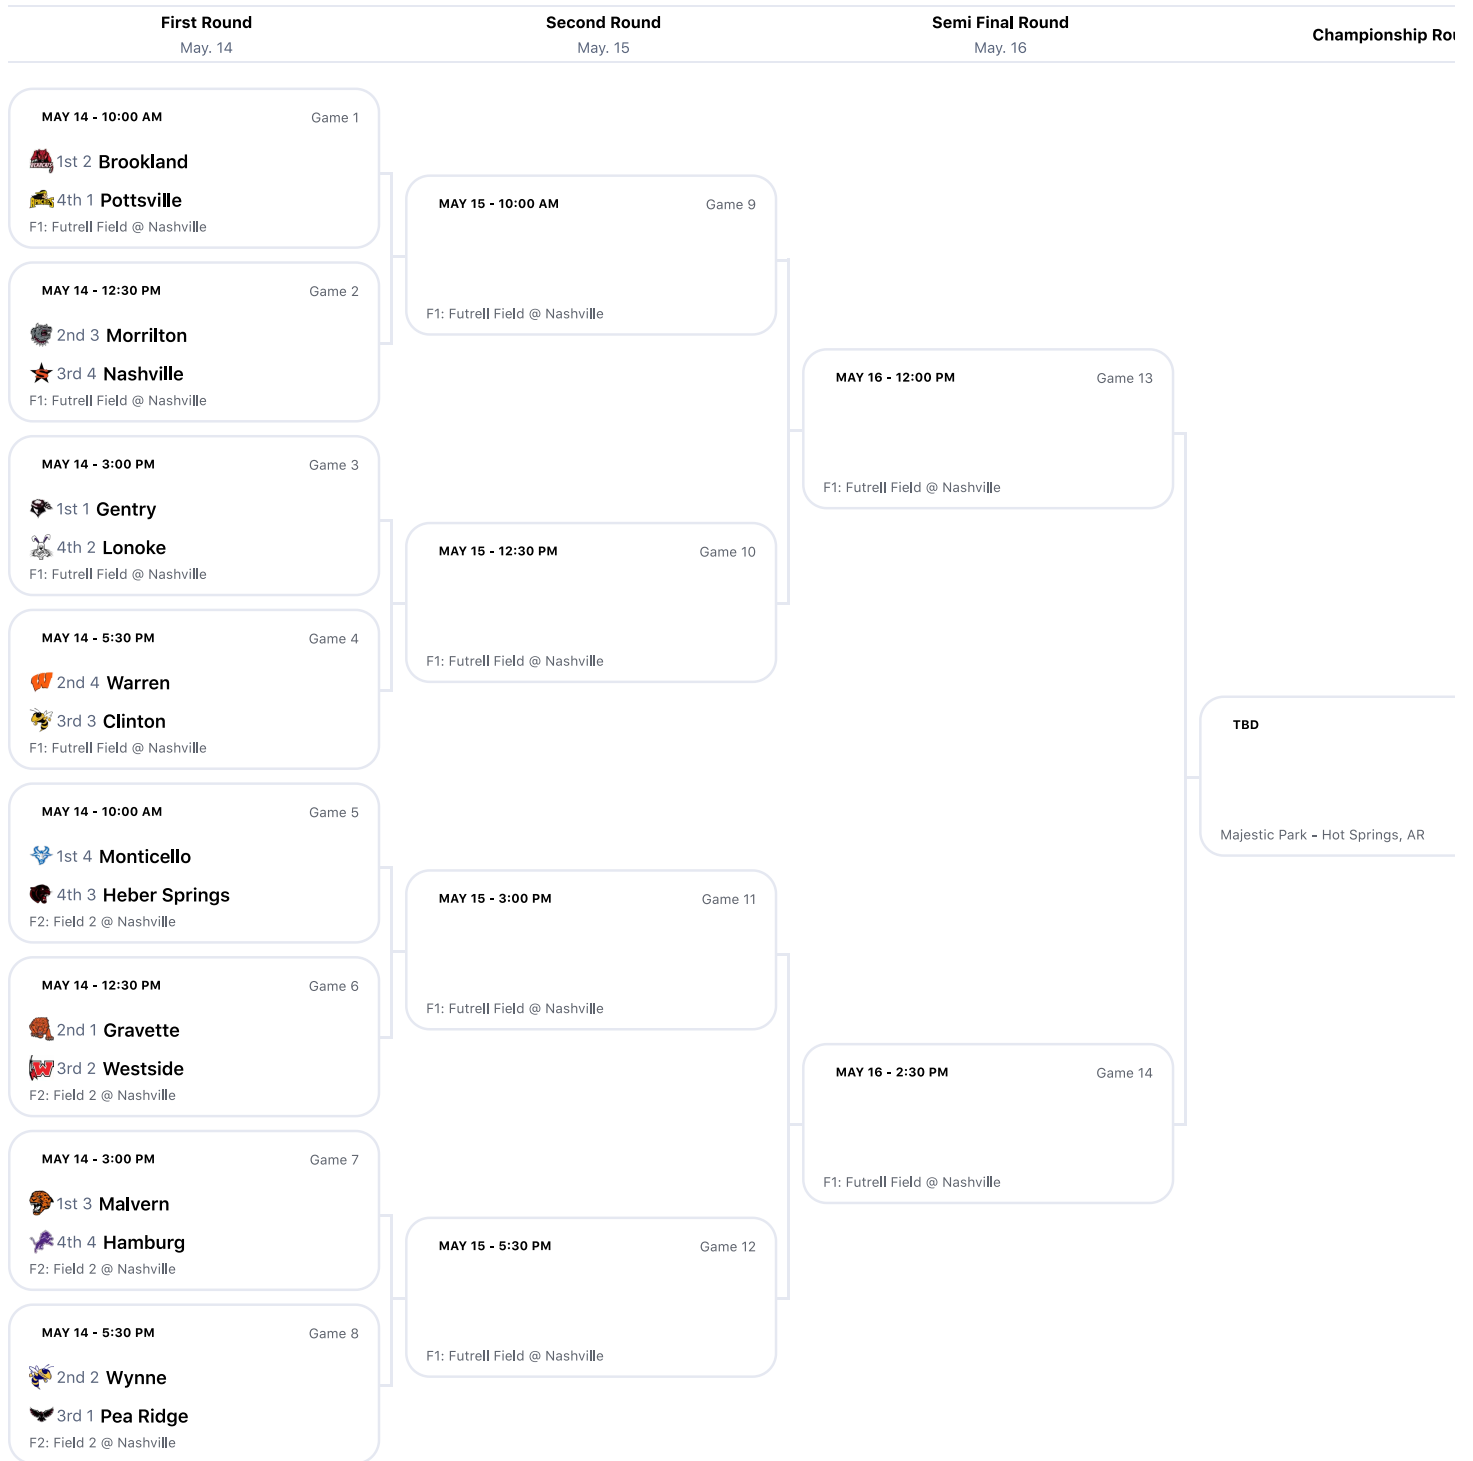 First Round
May. 14
Second Round
May. 15
Semi Final Round
May. 16
Championship Rou
MAY 14 - 10:00 AM Game 1
1st 2 Brookland
4th 1 Pottsville
F1: Futrell Field @ Nashville
MAY 14 - 12:30 PM Game 2
2nd 3 Morrilton
3rd 4 Nashville
F1: Futrell Field @ Nashville
MAY 14 - 3:00 PM Game 3
1st 1 Gentry
4th 2 Lonoke
F1: Futrell Field @ Nashville
MAY 14 - 5:30 PM Game 4
2nd 4 Warren
3rd 3 Clinton
F1: Futrell Field @ Nashville
MAY 14 - 10:00 AM Game 5
1st 4 Monticello
4th 3 Heber Springs
F2: Field 2 @ Nashville
MAY 14 - 12:30 PM Game 6
2nd 1 Gravette
3rd 2 Westside
F2: Field 2 @ Nashville
MAY 14 - 3:00 PM Game 7
1st 3 Malvern
4th 4 Hamburg
F2: Field 2 @ Nashville
MAY 14 - 5:30 PM Game 8
2nd 2 Wynne
3rd 1 Pea Ridge
F2: Field 2 @ Nashville
MAY 15 - 10:00 AM Game 9
F1: Futrell Field @ Nashville
MAY 15 - 12:30 PM Game 10
F1: Futrell Field @ Nashville
MAY 15 - 3:00 PM Game 11
F1: Futrell Field @ Nashville
MAY 15 - 5:30 PM Game 12
F1: Futrell Field @ Nashville
MAY 16 - 12:00 PM Game 13
F1: Futrell Field @ Nashville
MAY 16 - 2:30 PM Game 14
F1: Futrell Field @ Nashville
TBD
Majestic Park - Hot Springs, AR